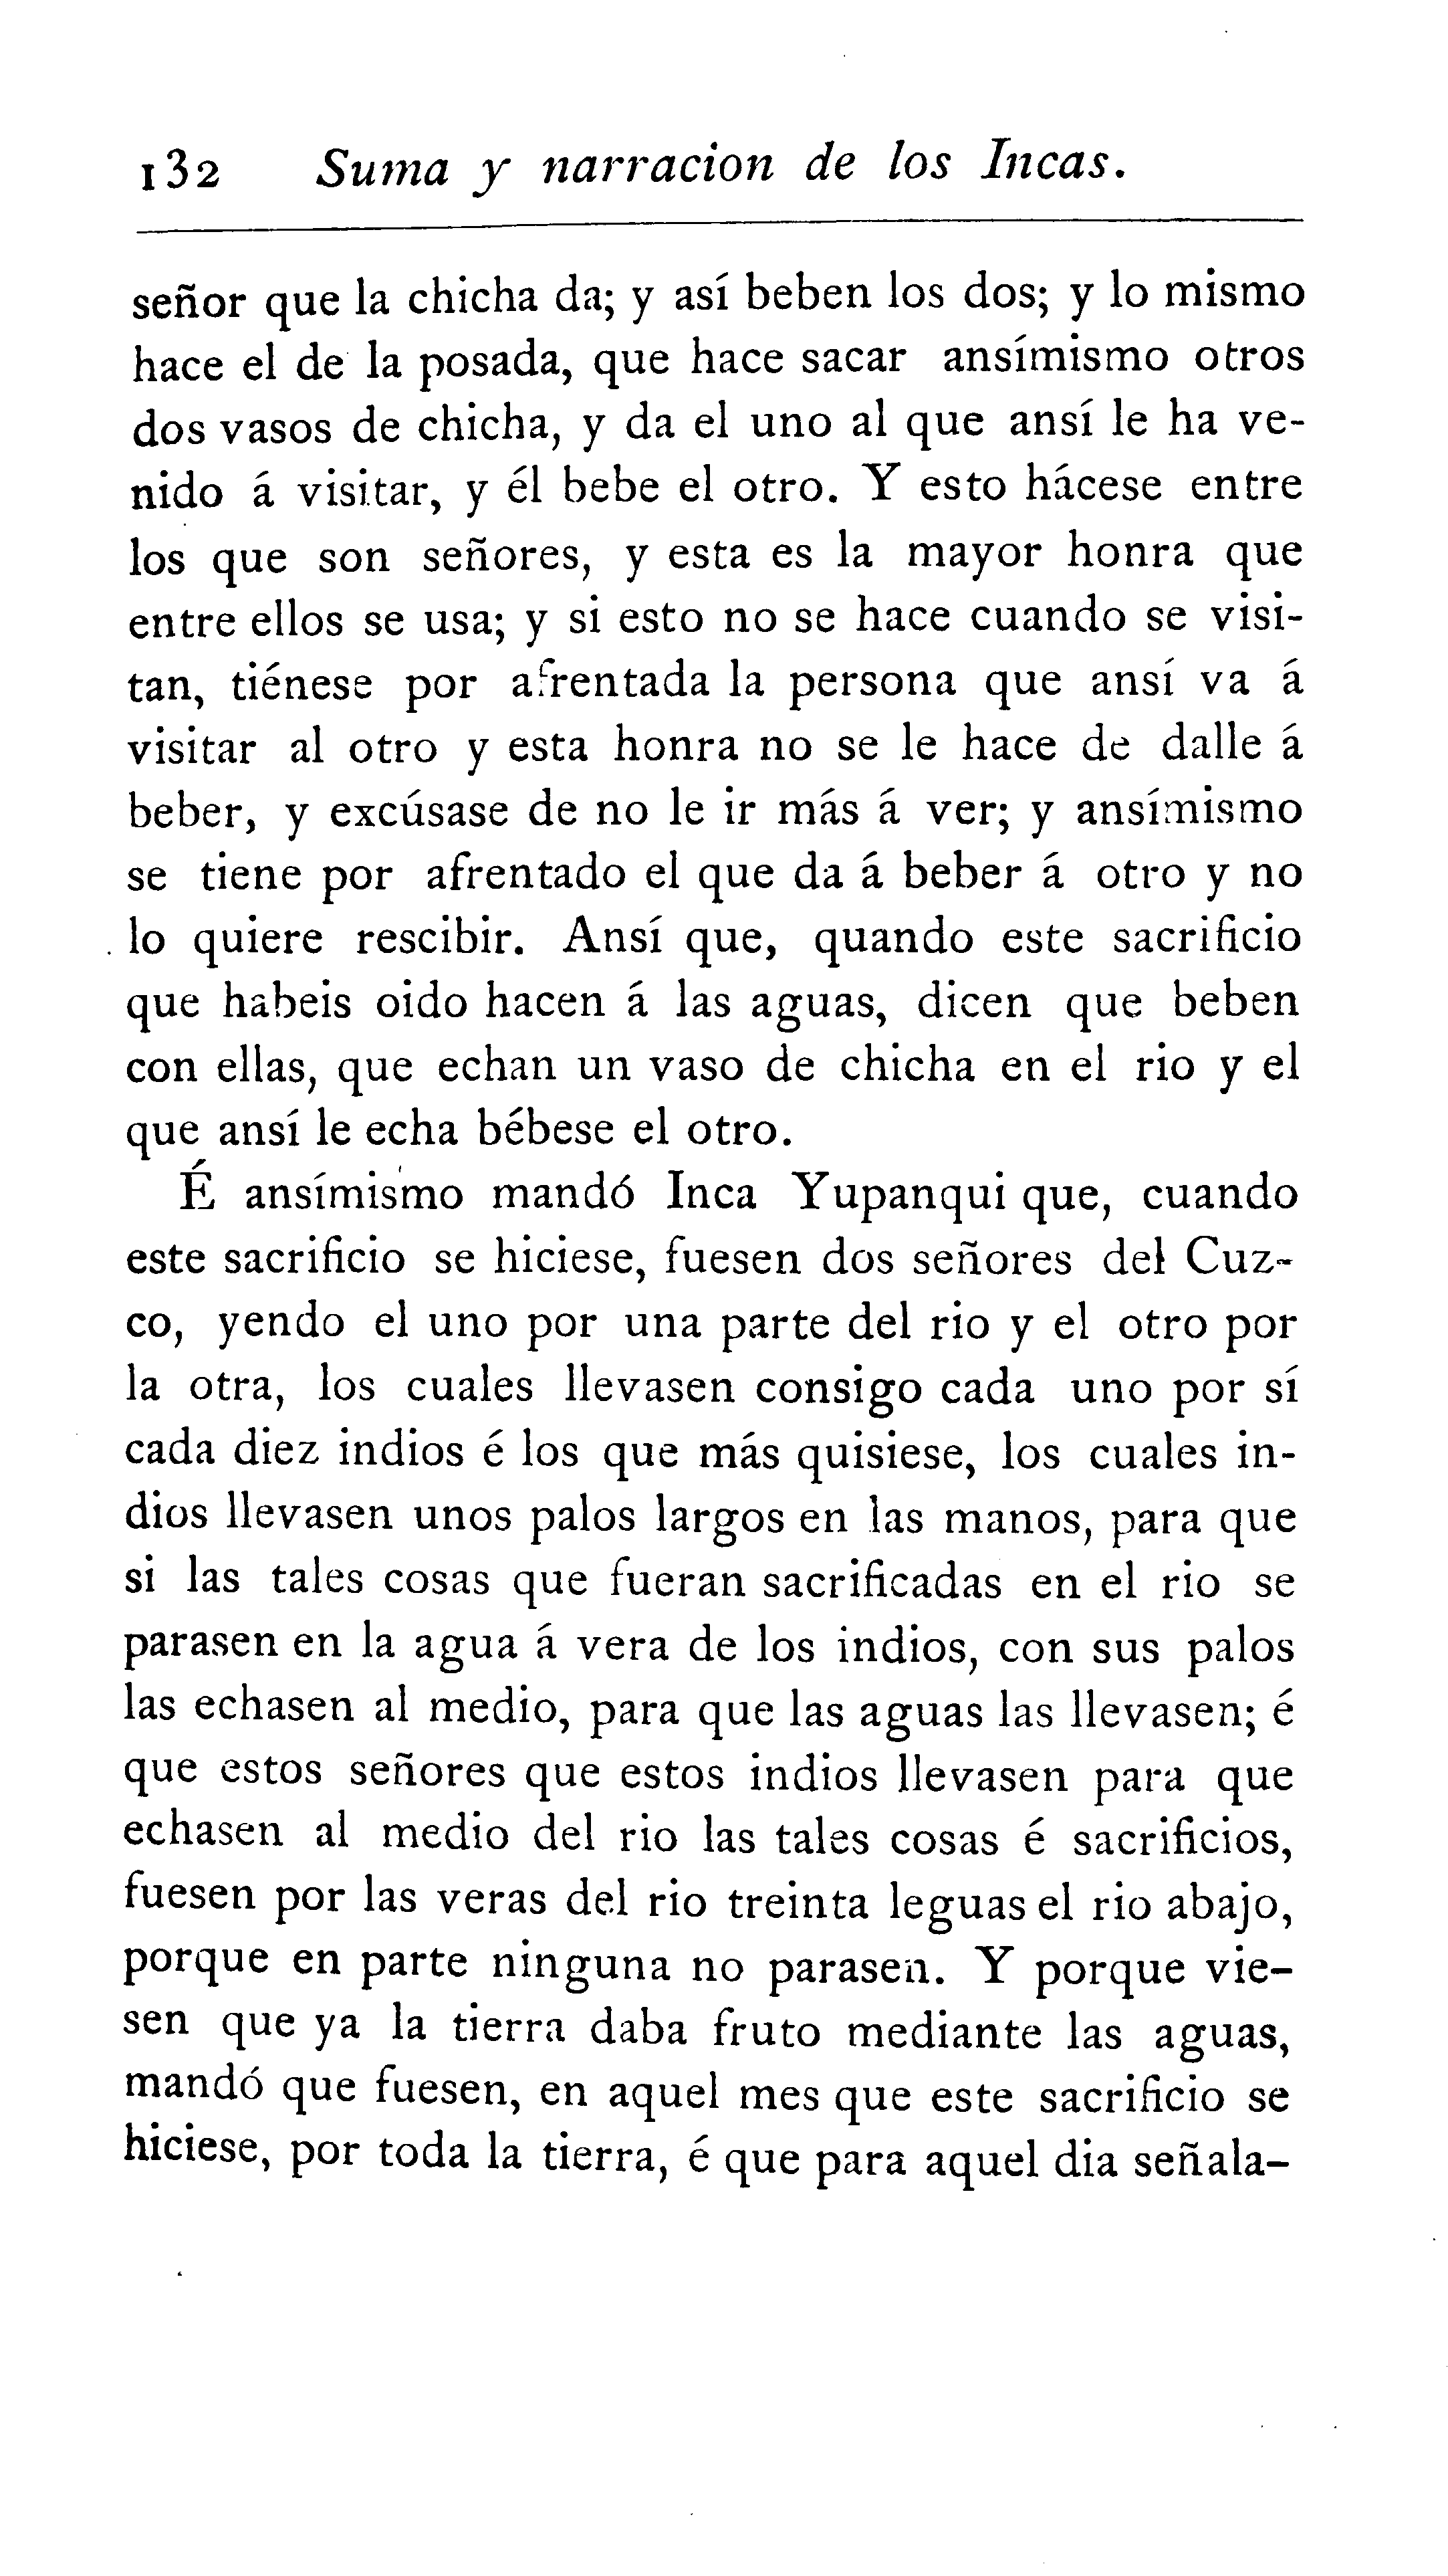 132 Suma y narracion de los Incas.
señor que la chicha da; y así beben los dos; y lo mismo
hace el de la posada, que hace sacar ansímismo otros
dos vasos de chicha, y da el uno al que ansí le ha ve-
nido á visitar, y él bebe el otro. Y esto hácese entre
los que son señores, y esta es la mayor honra que
entre ellos se usa; y si esto no se hace cuando se visi-
tan, tiénese por afrentada la persona que ansí va á
visitar al otro y esta honra no se le hace de dalle á
beber, y excúsase de no le ir más á ver; y ansímismo
se tiene por afrentado el que da á beber á otro y no
lo quiere rescibir. Ansí que, quando este sacrificio
que habeis oido hacen á las aguas, dicen que beben
con ellas, que echan un vaso de chicha en el rio y el
que ansí le echa bébese el otro.
É ansímismo mandó Inca Yupanqui que, cuando
este sacrificio se hiciese, fuesen dos señores del Cuz-
co, yendo el uno por una parte del rio y el otro por
la otra, los cuales llevasen consigo cada uno por sí
cada diez indios é los que más quisiese, los cuales in-
dios llevasen unos palos largos en las manos, para que
si las tales cosas que fueran sacrificadas en el rio se
parasen en la agua á vera de los indios, con sus palos
las echasen al medio, para que las aguas las llevasen; é
que estos señores que estos indios llevasen para que
echasen al medio del rio las tales cosas é sacrificios,
fuesen por las veras del rio treinta leguas el rio abajo,
porque en parte ninguna no parasen. Y porque vie-
sen que ya la tierra daba fruto mediante las aguas,
mandó que fuesen, en aquel mes que este sacrificio se
hiciese, por toda la tierra, é que para aquel dia señala-